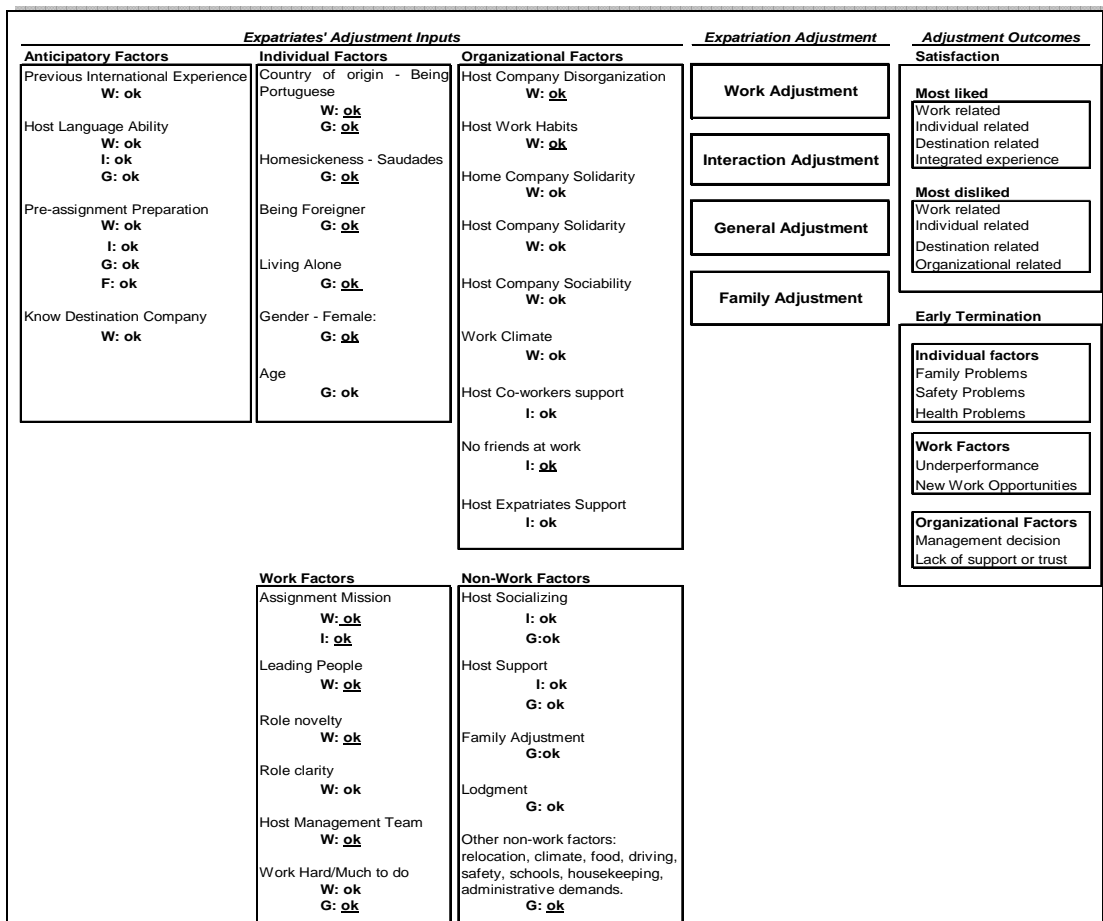 Expatriates' Adjustment Inputs
Expatriation Adjustment
Adjustment Outcomes
Anticipatory Factors
Previous International Experience
W: ok
Host Language Ability
W: ok
I: ok
G: ok
Pre-assignment Preparation
W: ok
I: ok
G: ok
F: ok
Know Destination Company
W: ok
Individual Factors
Country of origin - Being
Portuguese
W: ok
G: ok
Homesickeness - Saudades
G: ok
Being Foreigner
G: ok
Living Alone
G: ok
Gender - Female:
G: ok
Age
G: ok
Organizational Factors
Host Company Disorganization
W: ok
Host Work Habits
W: ok
Home Company Solidarity
W: ok
Host Company Solidarity
W: ok
Host Company Sociability
W: ok
Work Climate
W: ok
Host Co-workers support
I: ok
No friends at work
I: ok
Host Expatriates Support
I: ok
Work Factors
Assignment Mission
W: ok
I: ok
Leading People
W: ok
Role novelty
W: ok
Role clarity
W: ok
Host Management Team
W: ok
Work Hard/Much to do
W: ok
G: ok
Non-Work Factors
Host Socializing
I: ok
G:ok
Host Support
I: ok
G: ok
Family Adjustment
G:ok
Lodgment
G: ok
Other non-work factors:
relocation, climate, food, driving,
safety, schools, housekeeping,
administrative demands.
G: ok
Work Adjustment
Interaction Adjustment
General Adjustment
Family Adjustment
Satisfaction
Most liked
Work related
Individual related
Destination related
Integrated experience
Most disliked
Work related
Individual related
Destination related
Organizational related
Early Termination
Individual factors
Family Problems
Safety Problems
Health Problems
Work Factors
Underperformance
New Work Opportunities
Organizational Factors
Management decision
Lack of support or trust